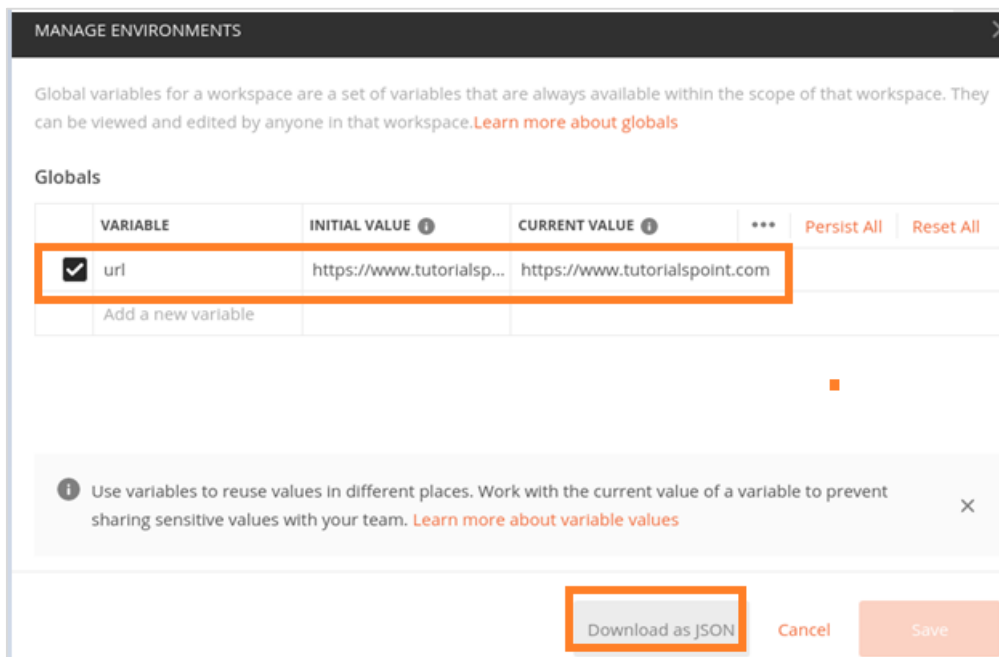 MANAGE ENVIRONMENTS
Global variables for a workspace are a set of variables that are always available within the scope of that workspace. They
can be viewed and edited by anyone in that workspace.Learn more about globals
Globals
VARIABLE INITIAL VALUE CURRENT VALUE Persist All Reset All
url https://www.tutorialsp... https://www.tutorialspoint.com
Add a new variable
Use variables to reuse values in different places. Work with the current value of a variable to prevent
sharing sensitive values with your team. Learn more about variable values
Download as JSON Cancel Save